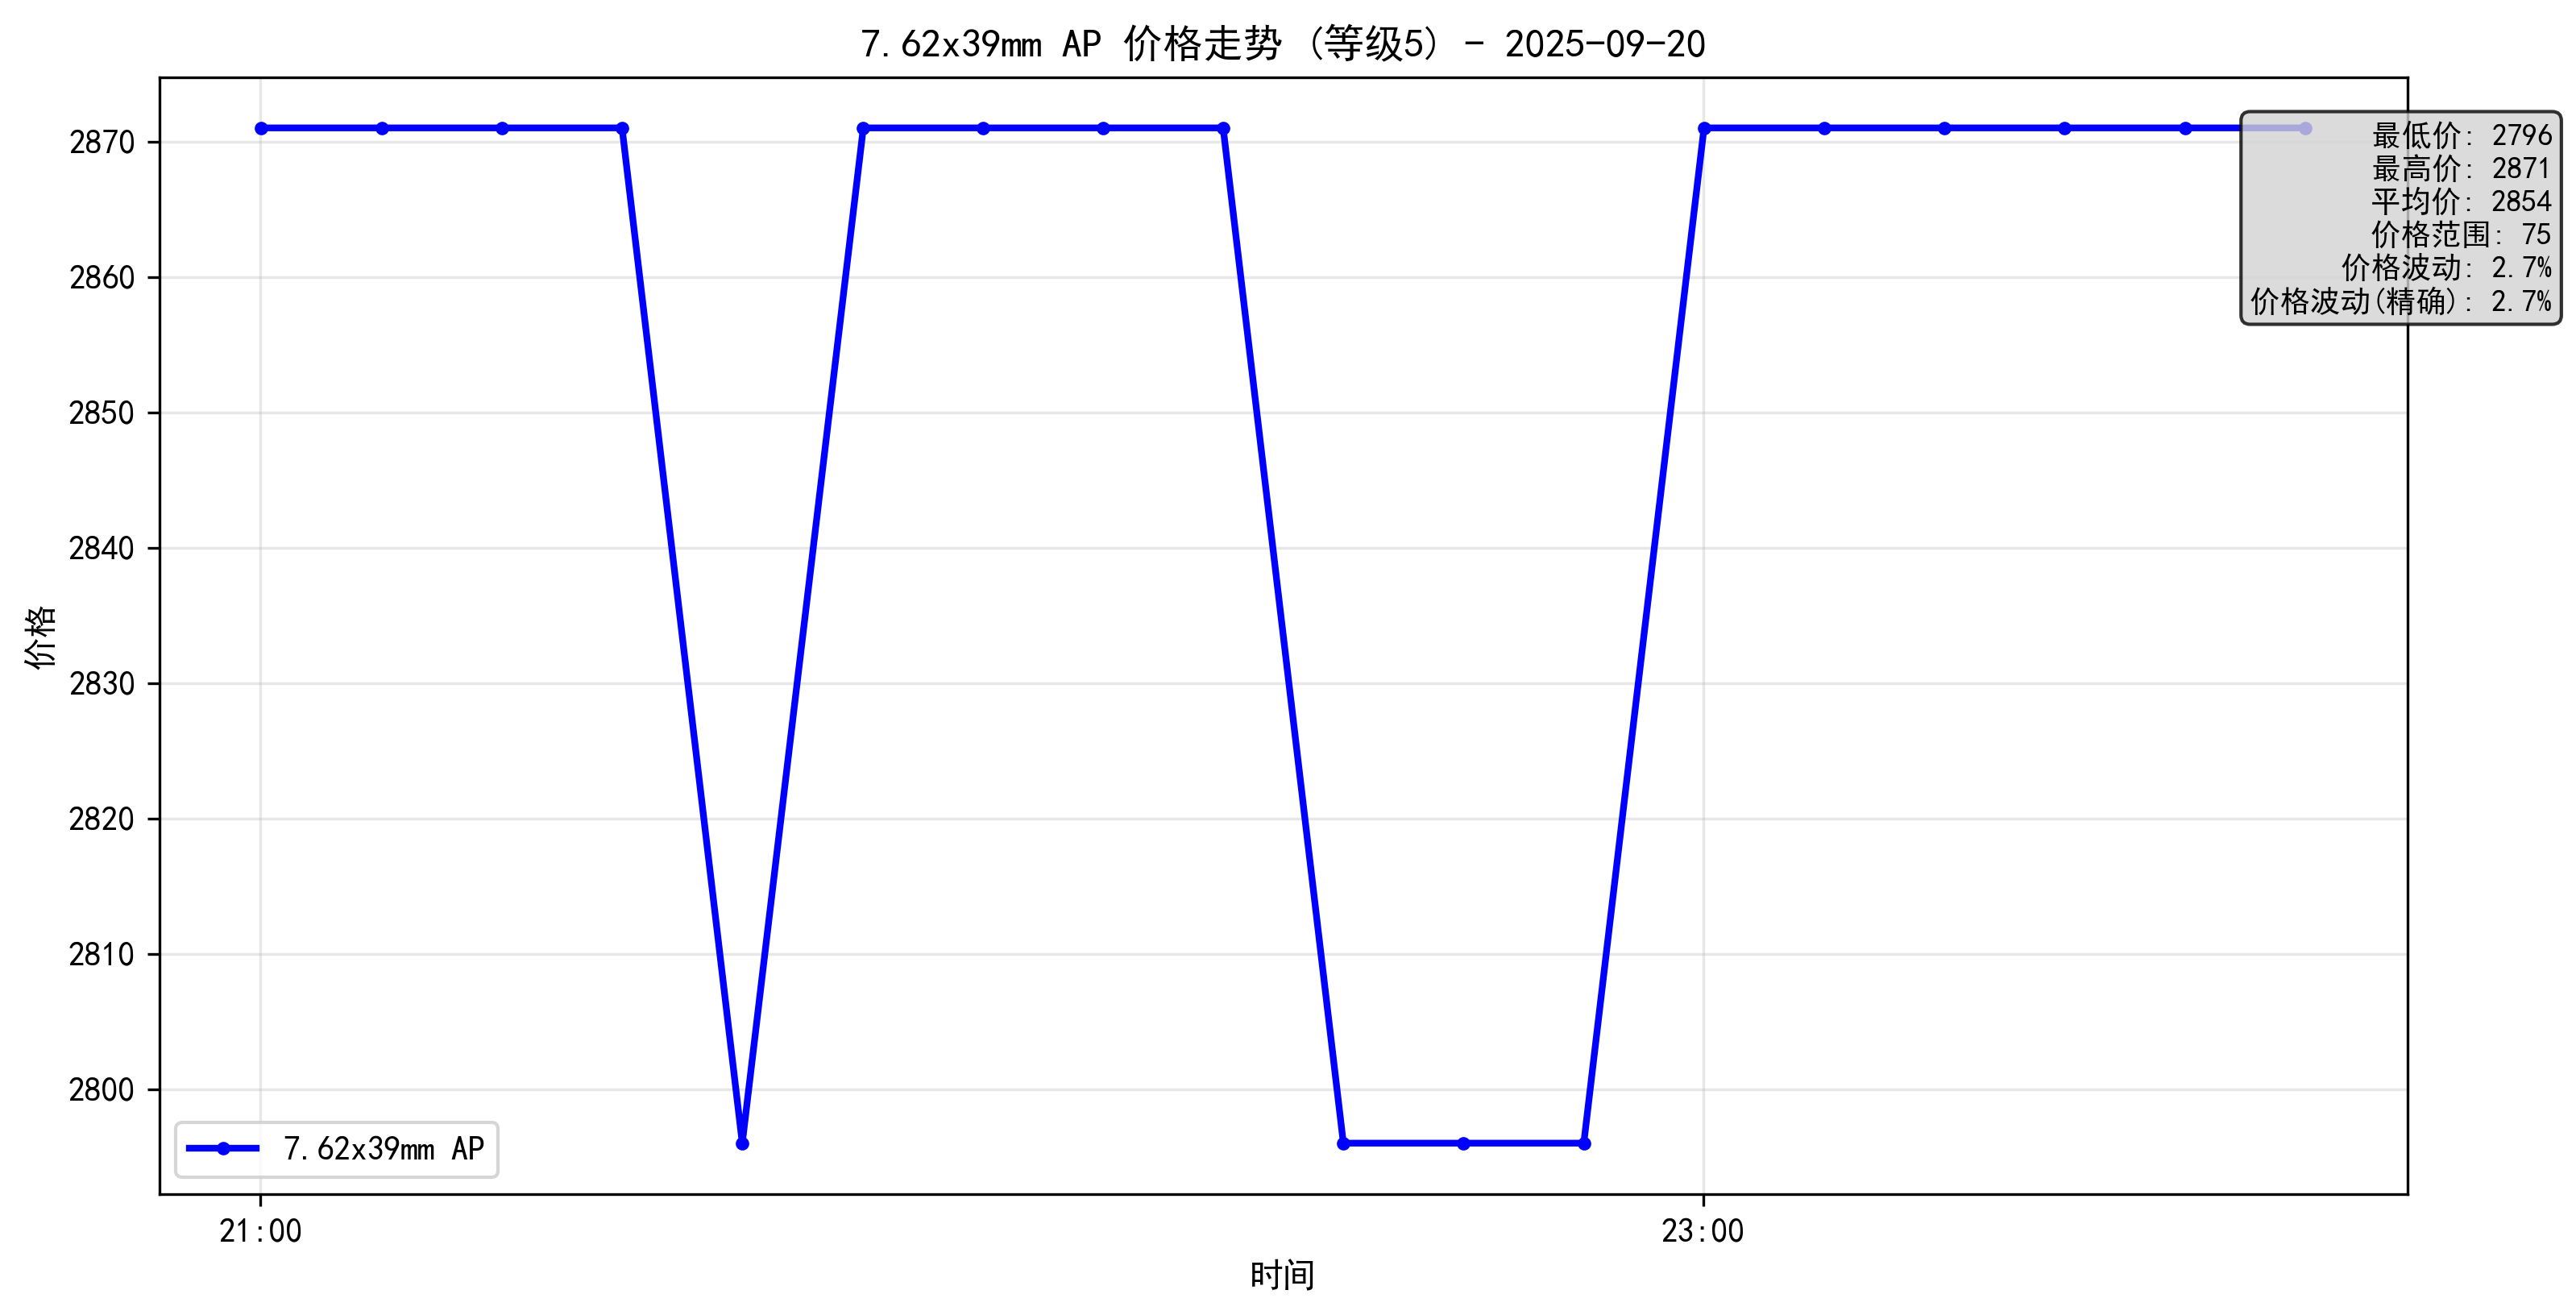 7.62x39mm AP 价格走势 (等级5) - 2025-09-20
最低价: 2796
最高价: 2871
平均价: 2854
价格范围: 75
价格波动: 2.7%
价格波动(精确): 2.7%
价格
2870
2860
2850
2840
2830
2820
2810
2800
7.62x39mm AP
21:00
23:00
时间